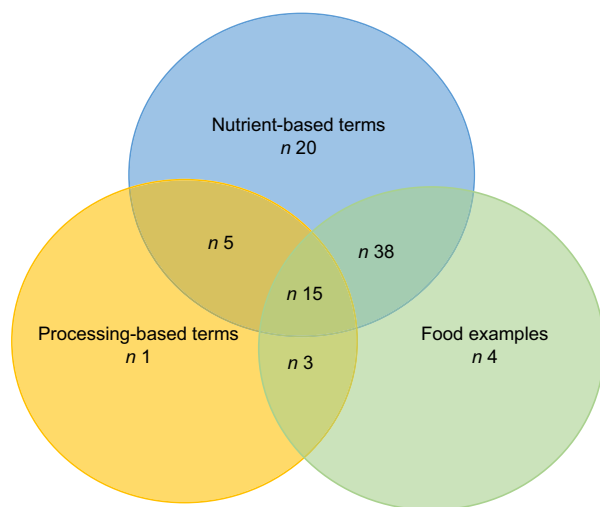 Nutrient-based terms
n 20
n 5
n 38
n 15
Processing-based terms
n 1
n 3
Food examples
n 4